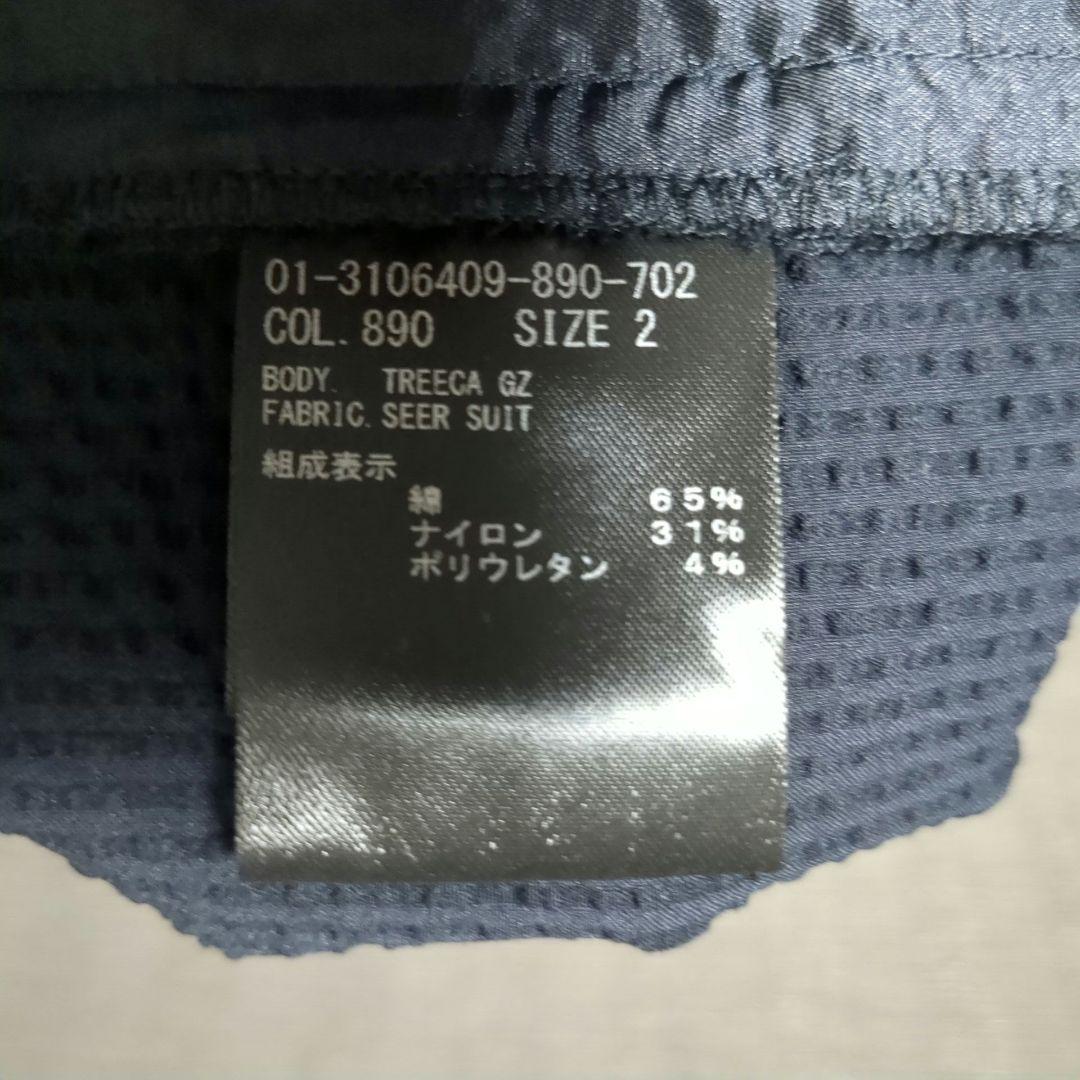 01-3106409-890-702
COL. 890 SIZE 2
BODY. TREECA GZ
FABRIC. SEER SUIT
組成表示
綿 65%
ナイロン 31%
ポリウレタン 4%